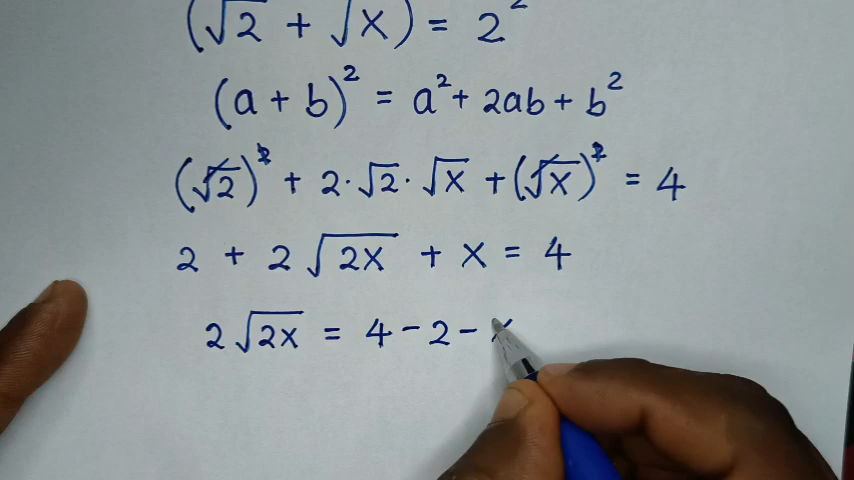 (√2 + √x) = 2²
(a + b)² = a² + 2ab + b²
(√2)² + 2·√2·√x + (√x)² = 4
2 + 2√2x + x = 4
2√2x = 4 - 2 - x